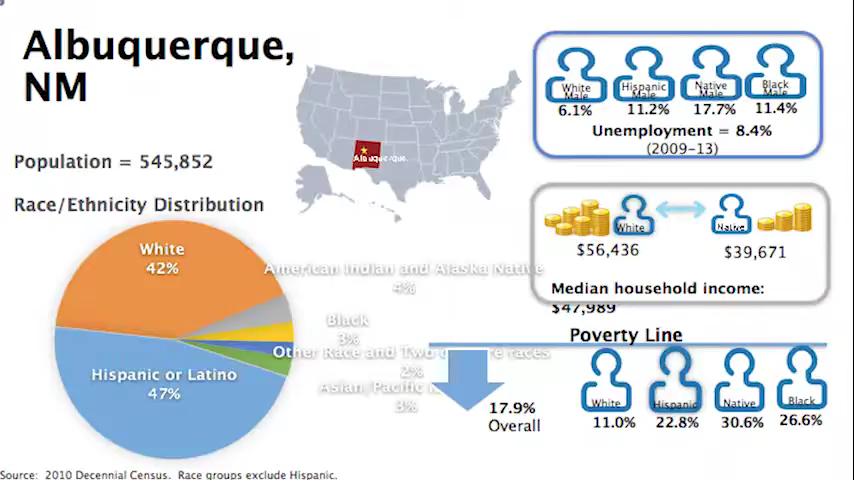 Albuquerque,
NM
Population = 545,852
Race/Ethnicity Distribution
White
42%
American Indian and Alaska Native
4%
Black
3%
Other Race and Two races
2%
Asian/Pacific
3%
Hispanic or Latino
47%
Source: 2010 Decennial Census. Race groups exclude Hispanic.
Albuquerque,
White Hispanic Native Black
Male Male Male Male
6.1% 11.2% 17.7% 11.4%
Unemployment = 8.4%
(2009-13)
White Native
$56,436 $39,671
Median household income:
$47,989
Poverty Line
17.9%
Overall
White Hispanic Native Black
11.0% 22.8% 30.6% 26.6%